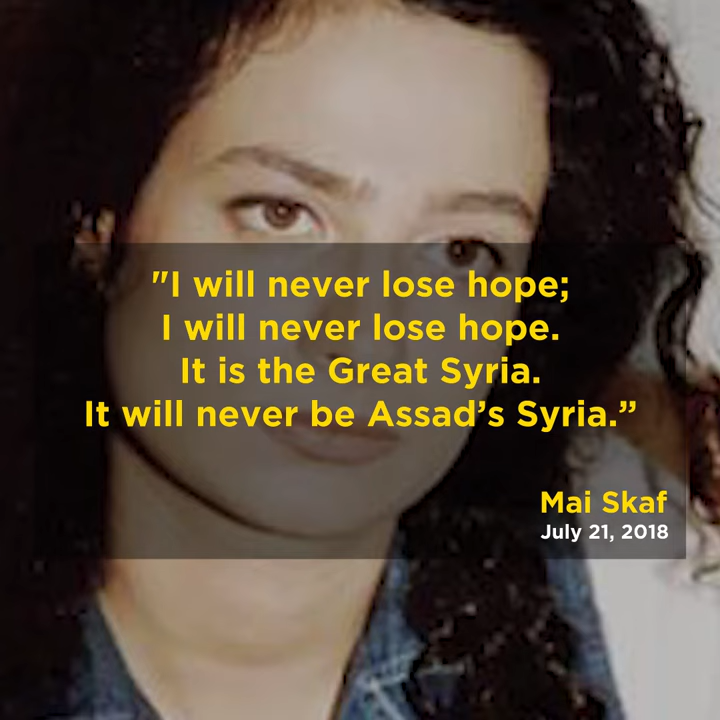 "I will never lose hope;
I will never lose hope.
It is the Great Syria.
It will never be Assad’s Syria.”
Mai Skaf
July 21, 2018